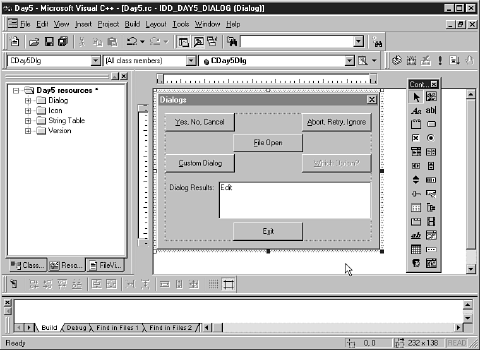 Day5 - Microsoft Visual C++ - [Day5.rc - IDD_DAY5_DIALOG (Dialog)]
File Edit View Insert Project Build Layout Tools Window Help
CDay5Dlg (All class members) CDay5Dlg
Day5 resources *
Dialog
Icon
String Table
Version
Class... Reso... FileVi...
Dialogs
Yes, No, Cancel Abort, Retry, Ignore
File Open
Custom Dialog
Dialog Results: Edit
Exit
Cont...
Aa ab|
Build Debug Find in Files 1 Find in Files 2
Ready 0, 0 232 x 138 READ